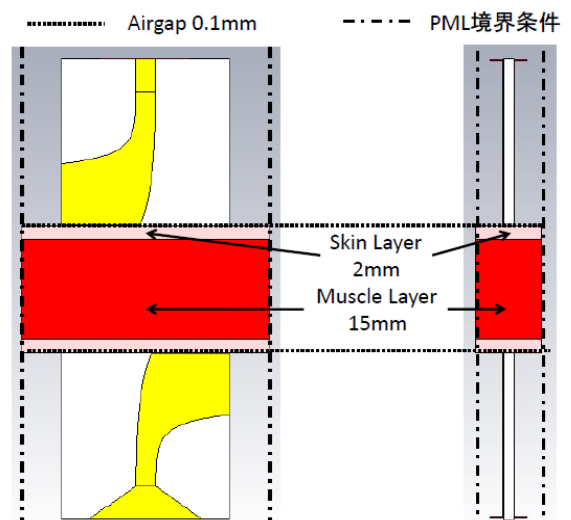 Airgap 0.1mm
PML境界条件
Skin Layer
2mm
Muscle Layer
15mm